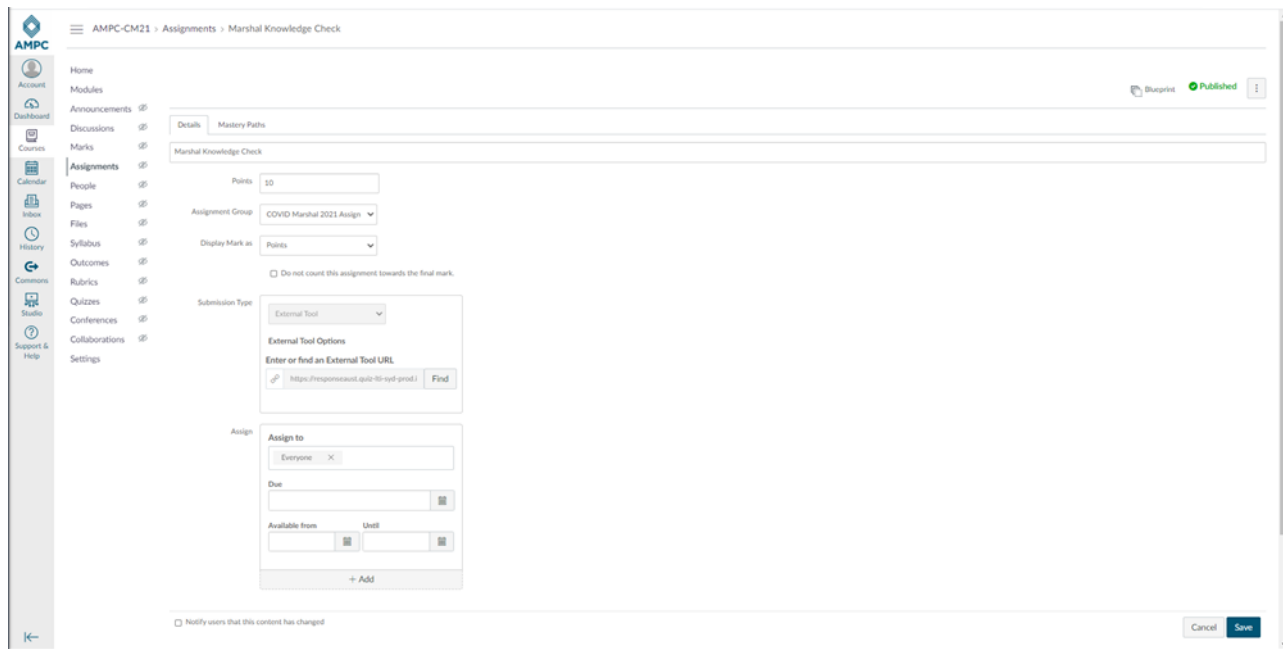 AMPC
AMPC-CM21 > Assignments > Marshal Knowledge Check
Account
Dashboard
Courses
Calendar
Inbox
History
Commons
Studio
Support & Help
Home
Modules
Announcements
Discussions
Marks
Assignments
People
Pages
Files
Syllabus
Outcomes
Rubrics
Quizzes
Conferences
Collaborations
Settings
Blueprint Published
Details Mastery Paths
Marshal Knowledge Check
Points 10
Assignment Group COVID Marshal 2021 Assign
Display Mark as Points
Do not count this assignment towards the final mark.
Submission Type External Tool
External Tool Options
Enter or find an External Tool URL
https://responseaust.quiz-lti-syd-prod.i Find
Assign
Assign to
Everyone ×
Due
Available from Until
+ Add
Notify users that this content has changed
Cancel Save